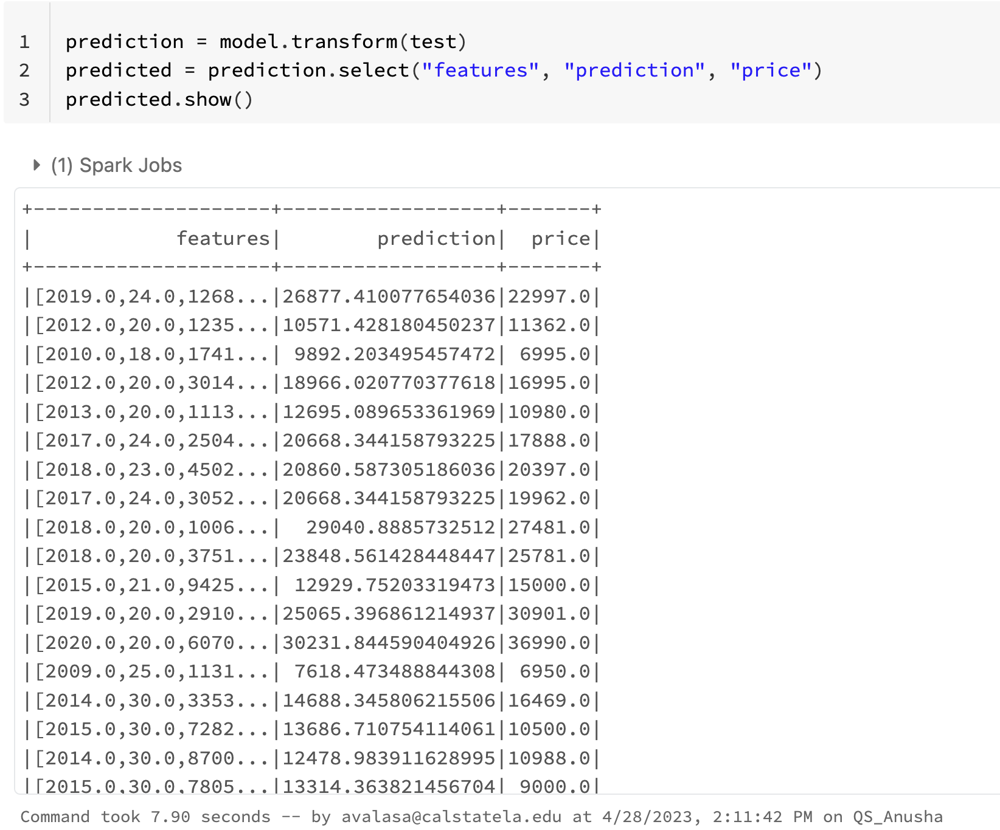 1 prediction = model.transform(test)
2 predicted = prediction.select("features", "prediction", "price")
3 predicted.show()
(1) Spark Jobs
+--------------------+------------------+-------+
|            features|        prediction|  price|
+--------------------+------------------+-------+
|[2019.0,24.0,1268...|26877.410077654036|22997.0|
|[2012.0,20.0,1235...|10571.428180450237|11362.0|
|[2010.0,18.0,1741...| 9892.203495457472| 6995.0|
|[2012.0,20.0,3014...|18966.020770377618|16995.0|
|[2013.0,20.0,1113...|12695.089653361969|10980.0|
|[2017.0,24.0,2504...|20668.344158793225|17888.0|
|[2018.0,23.0,4502...|20860.587305186036|20397.0|
|[2017.0,24.0,3052...|20668.344158793225|19962.0|
|[2018.0,20.0,1006...|  29040.8885732512|27481.0|
|[2018.0,20.0,3751...|23848.561428448447|25781.0|
|[2015.0,21.0,9425...| 12929.75203319473|15000.0|
|[2019.0,20.0,2910...|25065.396861214937|30901.0|
|[2020.0,20.0,6070...|30231.844590404926|36990.0|
|[2009.0,25.0,1131...| 7618.473488844308| 6950.0|
|[2014.0,30.0,3353...|14688.345806215506|16469.0|
|[2015.0,30.0,7282...|13686.710754114061|10500.0|
|[2014.0,30.0,8700...|12478.983911628995|10988.0|
|[2015.0,30.0,7805...|13314.363821456704| 9000.0|
Command took 7.90 seconds -- by avalasa@calstatela.edu at 4/28/2023, 2:11:42 PM on QS_Anusha